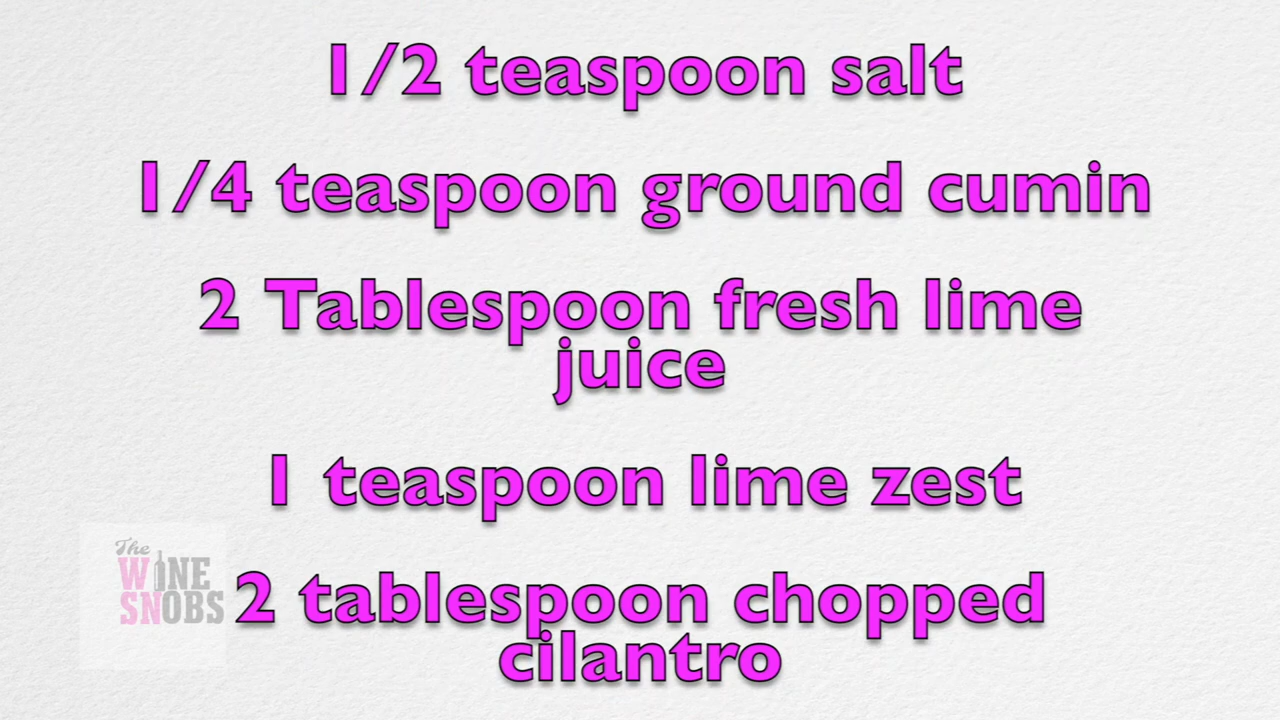 1/2 teaspoon salt
1/4 teaspoon ground cumin
2 Tablespoon fresh lime
juice
1 teaspoon lime zest
The
WINE
SNOBS
2 tablespoon chopped
cilantro